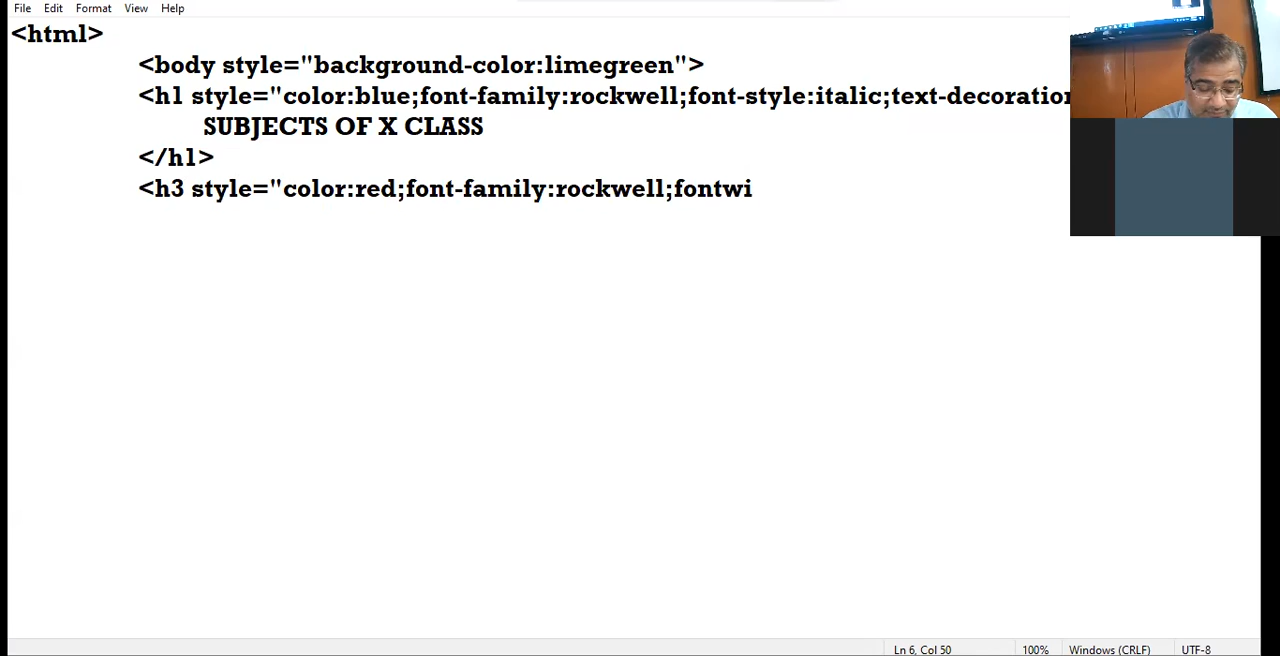 File Edit Format View Help
<html>
<body style="background-color:limegreen">
<h1 style="color:blue;font-family:rockwell;font-style:italic;text-decoration
SUBJECTS OF X CLASS
</h1>
<h3 style="color:red;font-family:rockwell;fontwi
Ln 6, Col 50 100% Windows (CRLF) UTF-8